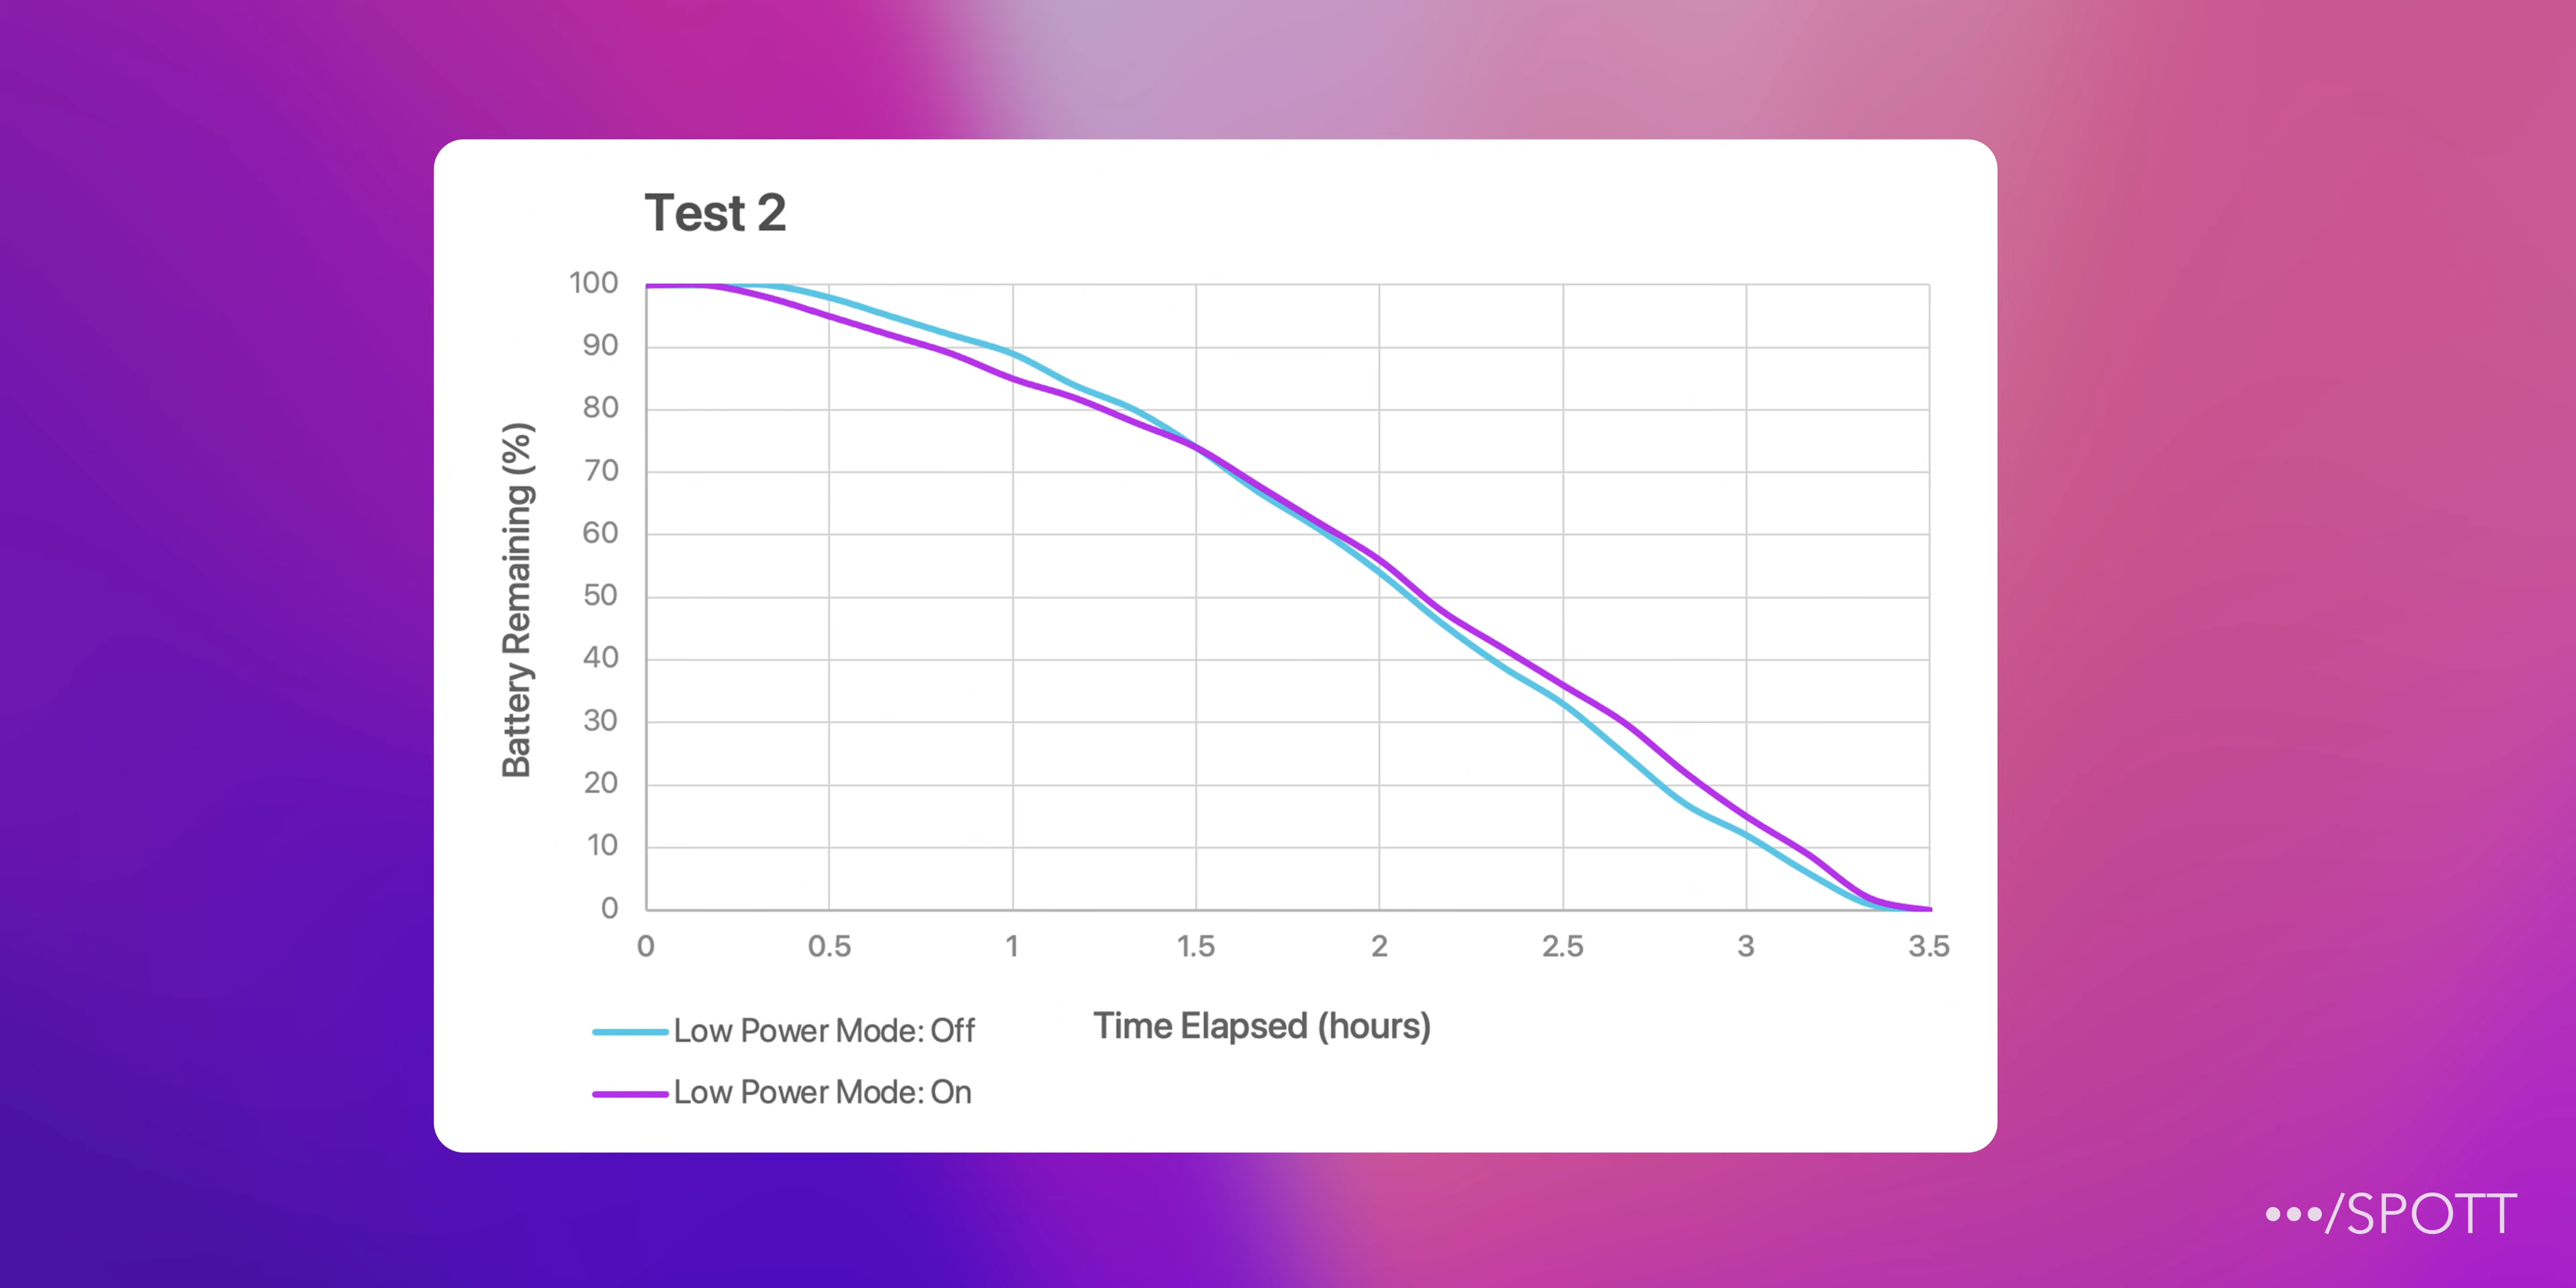 Test 2
Battery Remaining (%)
100
90
80
70
60
50
40
30
20
10
0
0 0.5 1 1.5 2 2.5 3 3.5
Time Elapsed (hours)
Low Power Mode: Off
Low Power Mode: On
•••/SPOTT